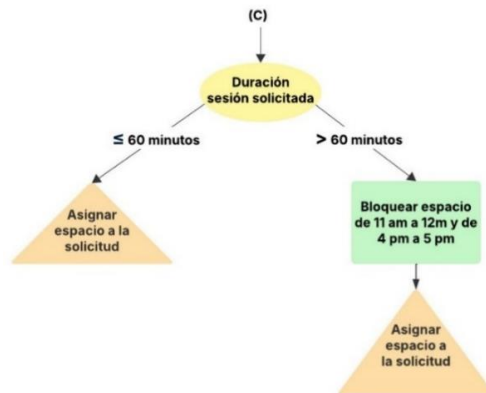 (C)
Duración
sesión solicitada
≤ 60 minutos
> 60 minutos
Asignar
espacio a la
solicitud
Bloquear espacio
de 11 am a 12m y de
4 pm a 5 pm
Asignar
espacio a
la solicitud